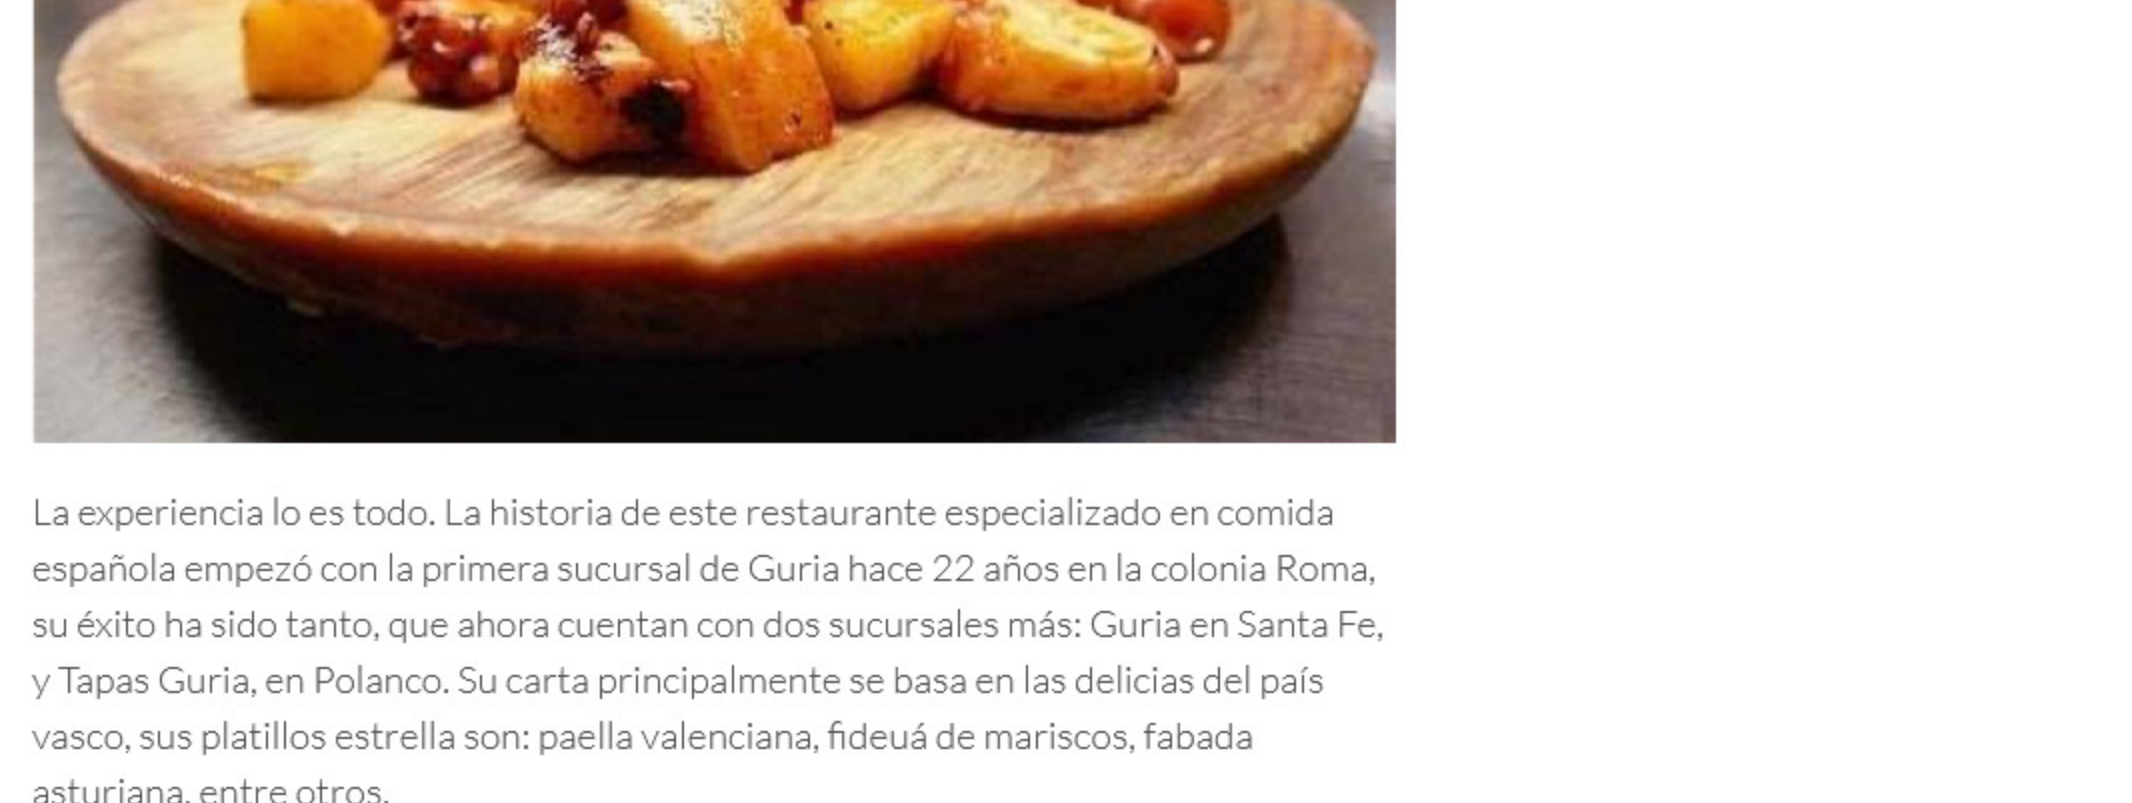 La experiencia lo es todo. La historia de este restaurante especializado en comida
española empezó con la primera sucursal de Guria hace 22 años en la colonia Roma,
su éxito ha sido tanto, que ahora cuentan con dos sucursales más: Guria en Santa Fe,
y Tapas Guria, en Polanco. Su carta principalmente se basa en las delicias del país
vasco, sus platillos estrella son: paella valenciana, fideuá de mariscos, fabada
asturiana, entre otros.